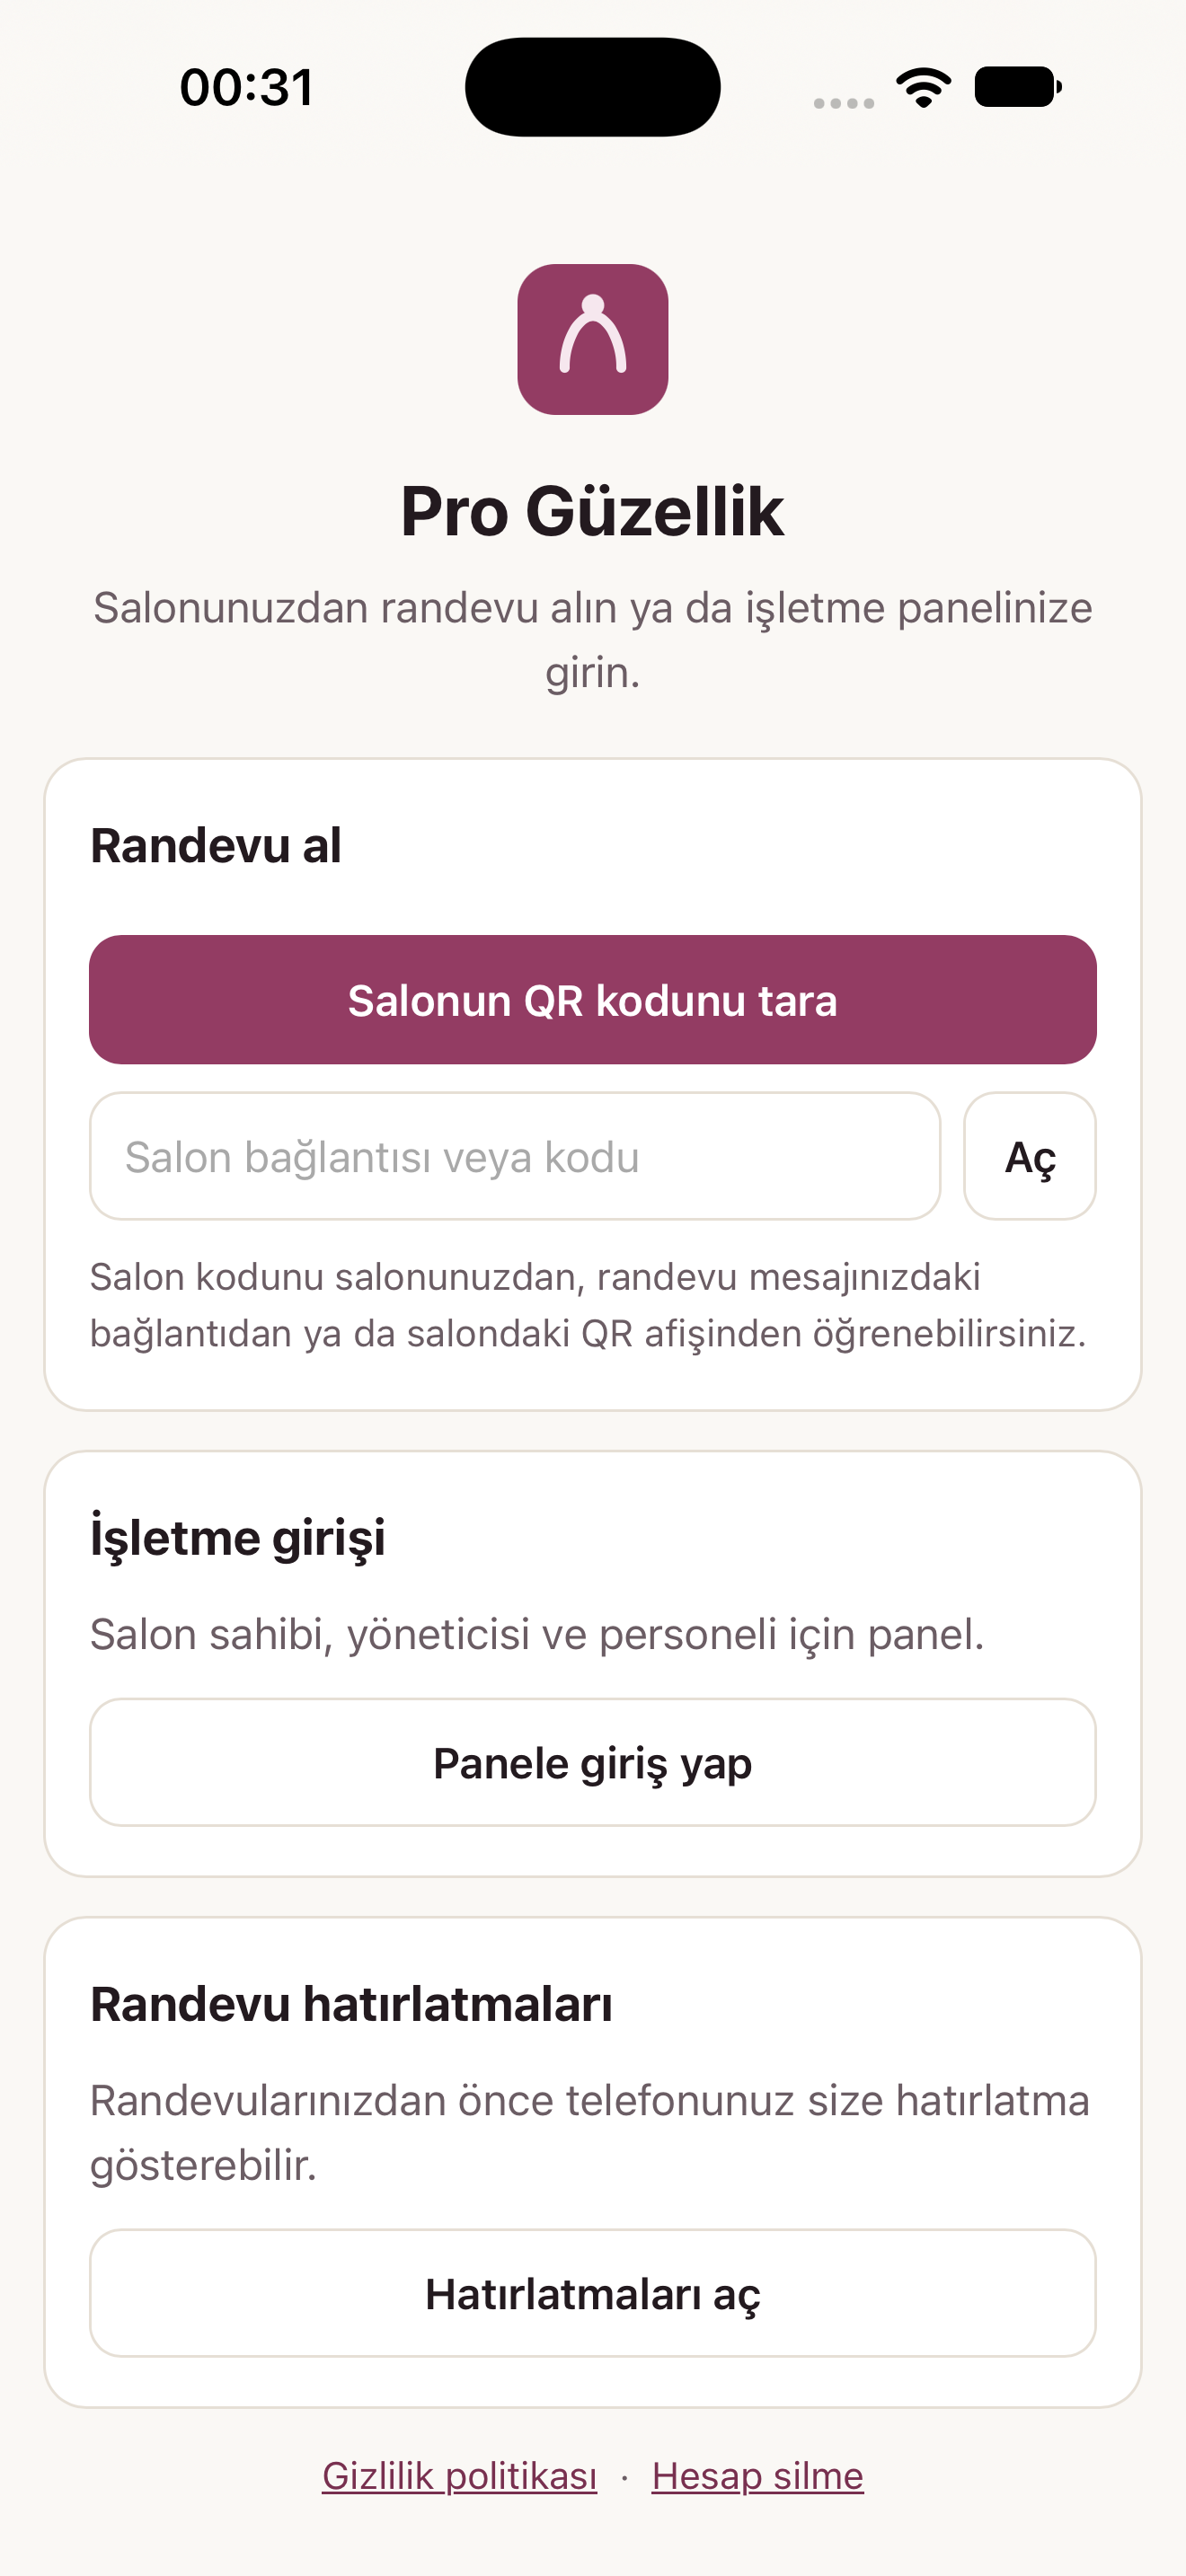 00:31
Pro Güzellik
Salonunuzdan randevu alın ya da işletme panelinize
girin.
Randevu al
Salonun QR kodunu tara
Salon bağlantısı veya kodu
Aç
Salon kodunu salonunuzdan, randevu mesajınızdaki
bağlantıdan ya da salondaki QR afişinden öğrenebilirsiniz.
İşletme girişi
Salon sahibi, yöneticisi ve personeli için panel.
Panele giriş yap
Randevu hatırlatmaları
Randevularınızdan önce telefonunuz size hatırlatma
gösterebilir.
Hatırlatmaları aç
Gizlilik politikası · Hesap silme